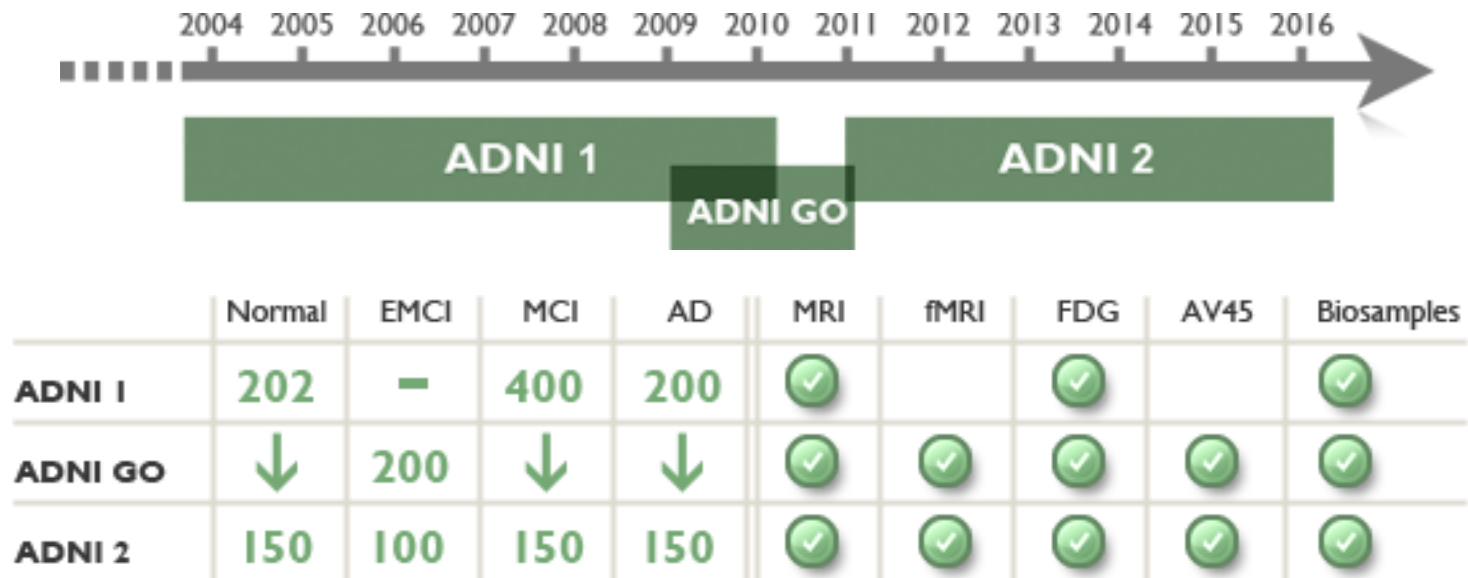 2004 2005 2006 2007 2008 2009 2010 2011 2012 2013 2014 2015 2016
ADNI 1 ADNI 2
ADNI GO
Normal EMCI MCI AD MRI fMRI FDG AV45 Biosamples
ADNI 1 202 - 400 200
ADNI GO 200
ADNI 2 150 100 150 150